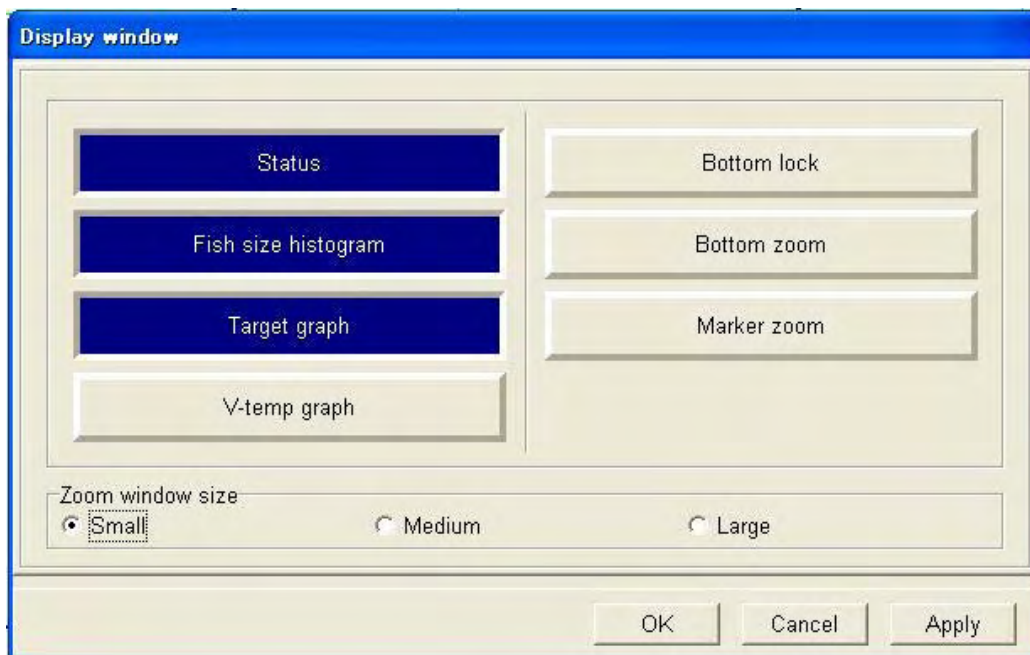 Display window
Status
Fish size histogram
Target graph
V-temp graph
Bottom lock
Bottom zoom
Marker zoom
Zoom window size
Small
Medium
Large
OK
Cancel
Apply